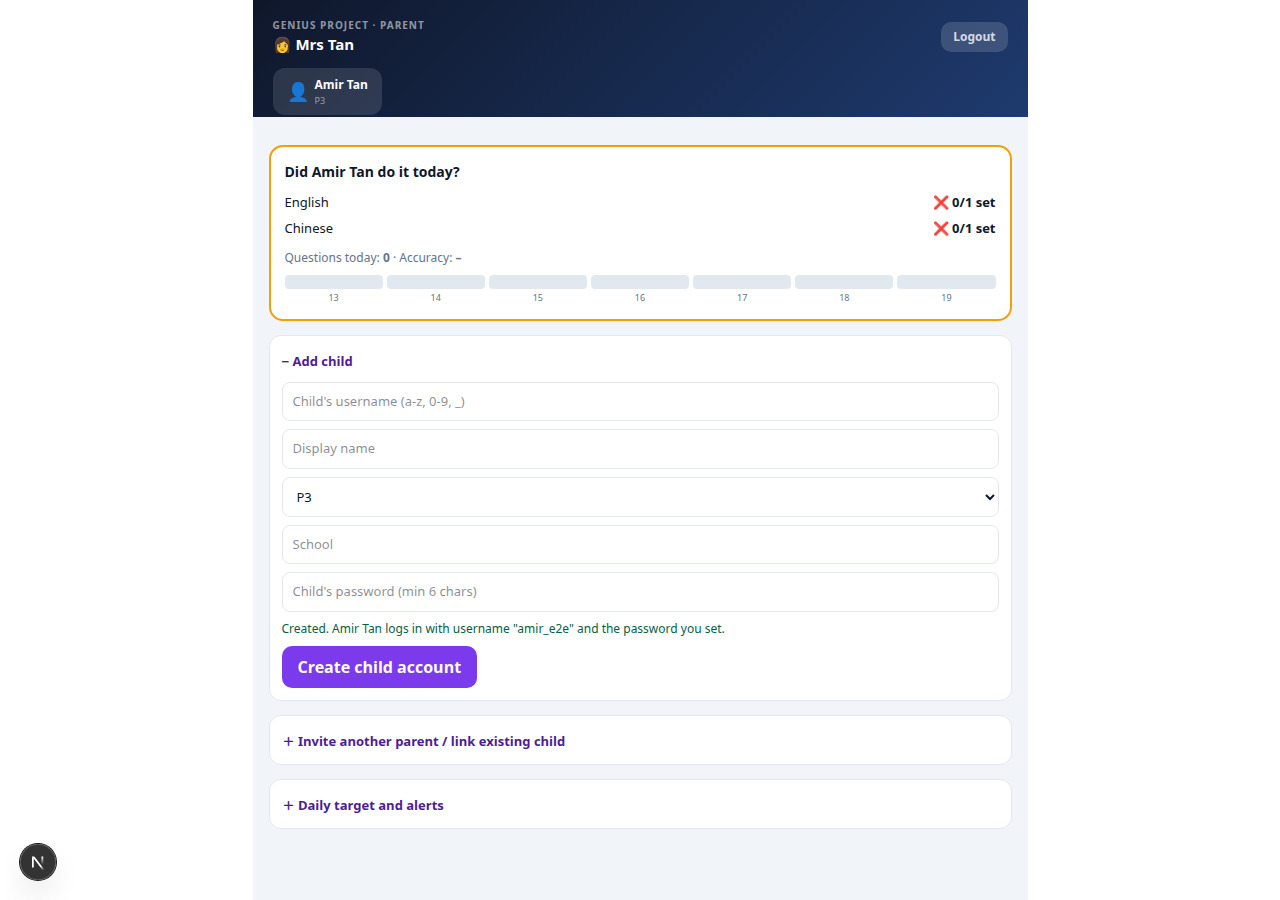 GENIUS PROJECT · PARENT
👩 Mrs Tan
Logout
👤 Amir Tan
P3
Did Amir Tan do it today?
English ❌ 0/1 set
Chinese ❌ 0/1 set
Questions today: 0 · Accuracy: –
13 14 15 16 17 18 19
− Add child
Child's username (a-z, 0-9, _)
Display name
P3
School
Child's password (min 6 chars)
Created. Amir Tan logs in with username "amir_e2e" and the password you set.
Create child account
+ Invite another parent / link existing child
+ Daily target and alerts
N